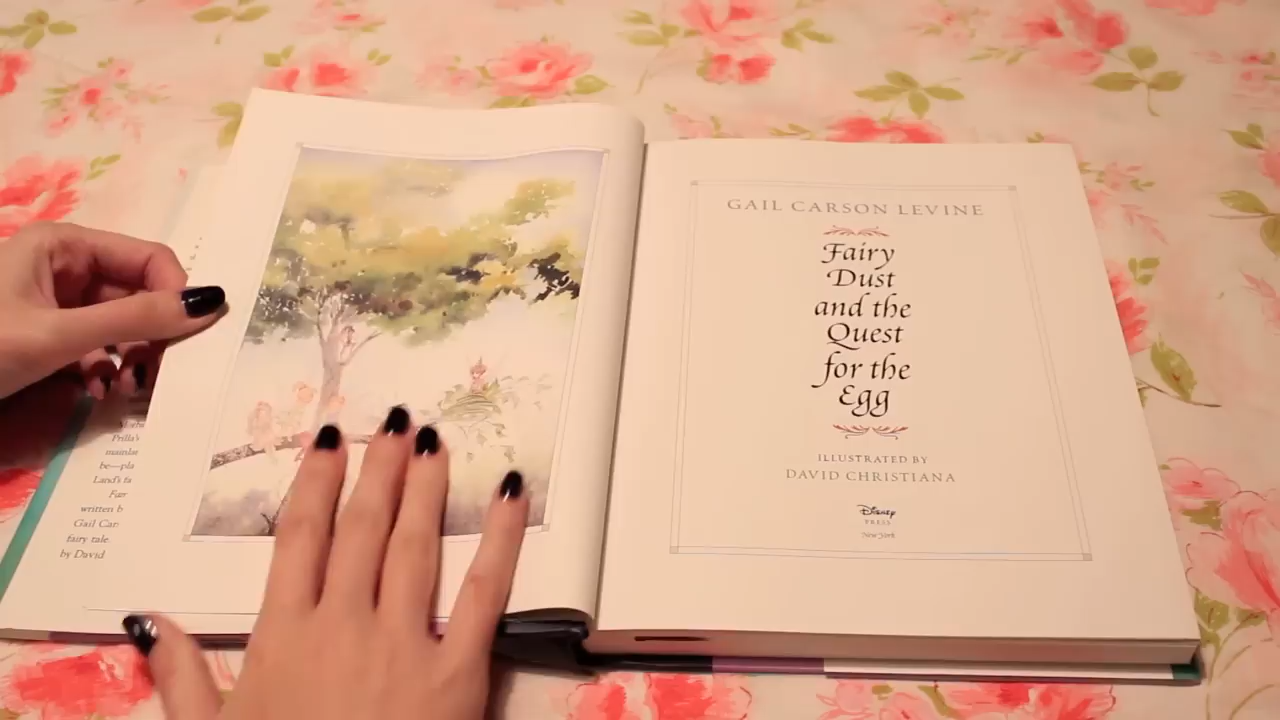 Prilla's
mainlan
be—pla
Land's fa
Fair
written b
Gail Car
fairy tale.
by David
GAIL CARSON LEVINE
Fairy
Dust
and the
Quest
for the
Egg
ILLUSTRATED BY
DAVID CHRISTIANA
Disney
PRESS
New York